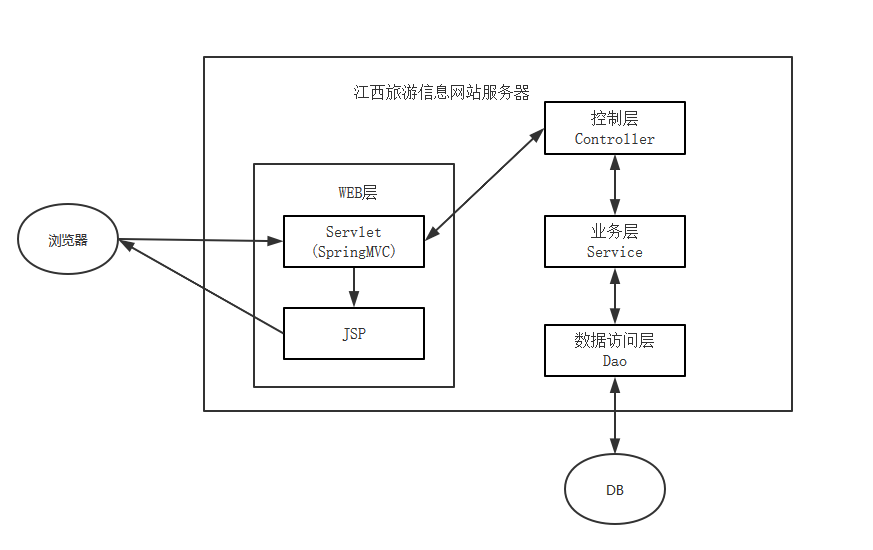 江西旅游信息网站服务器
控制层
Controller
WEB层
Servlet
(SpringMVC)
业务层
Service
浏览器
JSP
数据访问层
Dao
DB